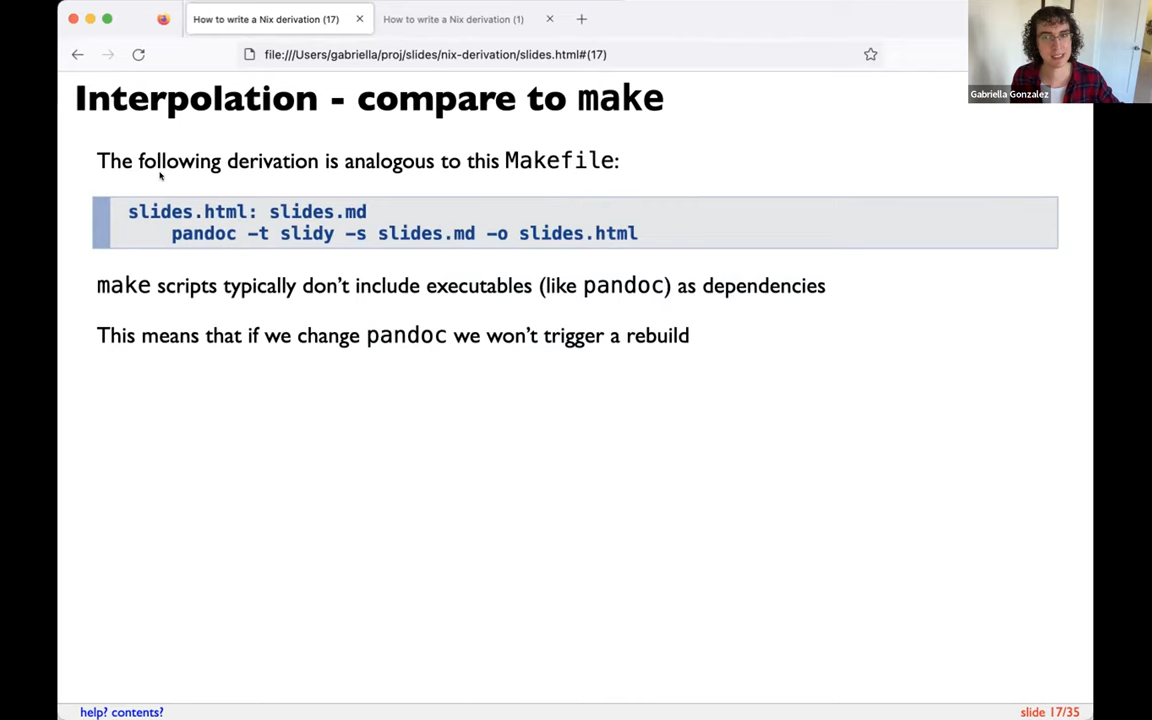 How to write a Nix derivation (17)
How to write a Nix derivation (1)
file:///Users/gabriella/proj/slides/nix-derivation/slides.html#(17)
Gabriella Gonzalez
Interpolation - compare to make
The following derivation is analogous to this Makefile:
slides.html: slides.md
pandoc -t slidy -s slides.md -o slides.html
make scripts typically don't include executables (like pandoc) as dependencies
This means that if we change pandoc we won't trigger a rebuild
help? contents?
slide 17/35